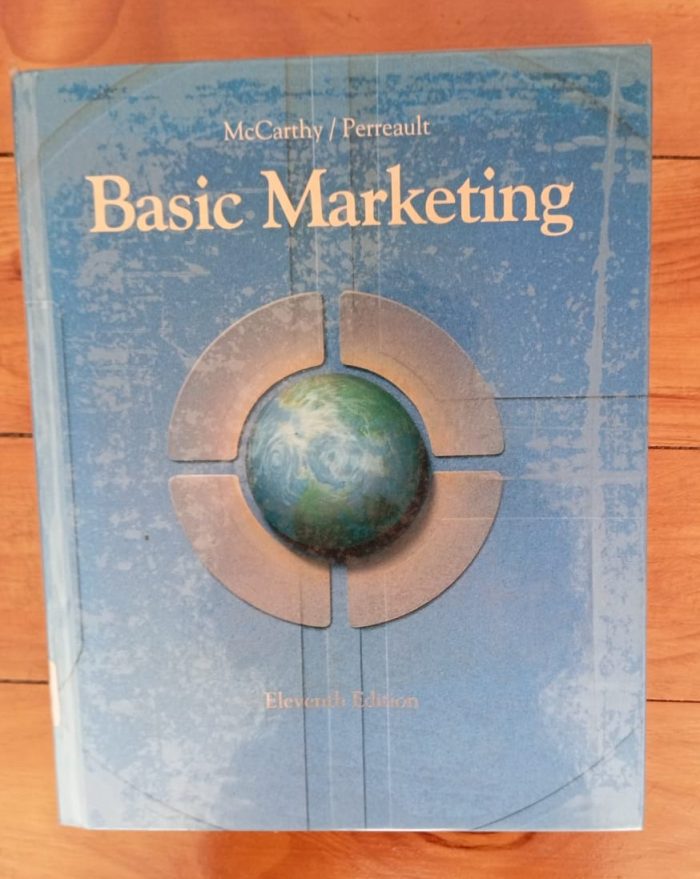 McCarthy / Perreault
Basic Marketing
Eleventh Edition